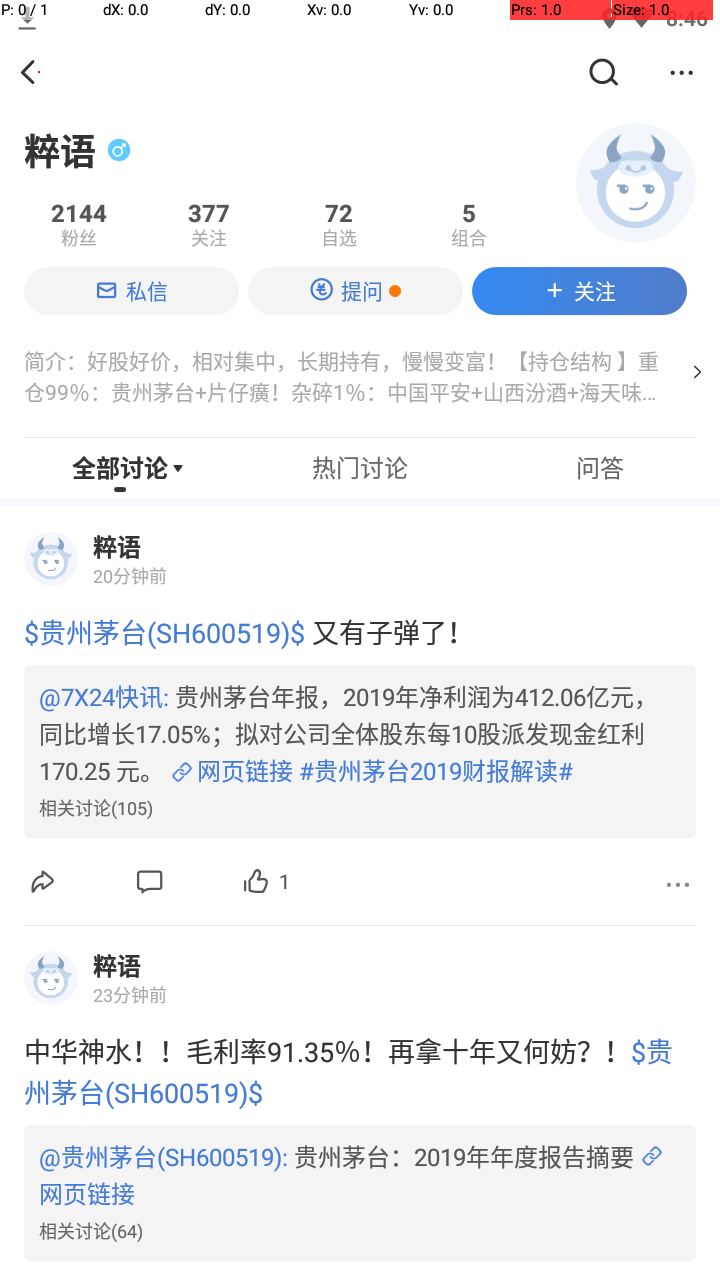 P: 0 / 1 dX: 0.0 dY: 0.0 Xv: 0.0 Yv: 0.0 Prs: 1.0 Size: 1.0
8:46
粹语
2144 377 72 5
粉丝 关注 自选 组合
私信 提问 + 关注
简介：好股好价，相对集中，长期持有，慢慢变富！【持仓结构 】重
仓99%：贵州茅台+片仔癀！杂碎1%：中国平安+山西汾酒+海天味...
全部讨论 热门讨论 问答
粹语
20分钟前
$贵州茅台(SH600519)$ 又有子弹了！
@7X24快讯: 贵州茅台年报，2019年净利润为412.06亿元，
同比增长17.05%；拟对公司全体股东每10股派发现金红利
170.25 元。 网页链接 #贵州茅台2019财报解读#
相关讨论(105)
1
粹语
23分钟前
中华神水！！毛利率91.35%！再拿十年又何妨？！$贵
州茅台(SH600519)$
@贵州茅台(SH600519): 贵州茅台：2019年年度报告摘要
网页链接
相关讨论(64)